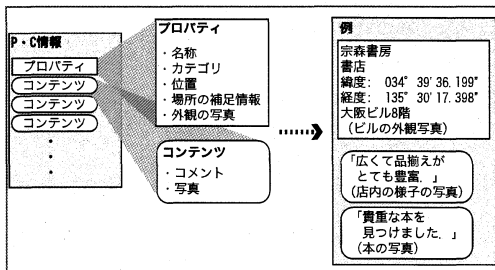 P・C情報
プロパティ
コンテンツ
コンテンツ
コンテンツ
プロパティ
・名称
・カテゴリ
・位置
・場所の補足情報
・外観の写真
コンテンツ
・コメント
・写真
例
宗森書房
書店
緯度: 034° 39' 36.199"
経度: 135° 30' 17.398"
大阪ビル8階
(ビルの外観写真)
「広くて品揃えが
とても豊富.」
(店内の様子の写真)
「貴重な本を
見つけました.」
(本の写真)